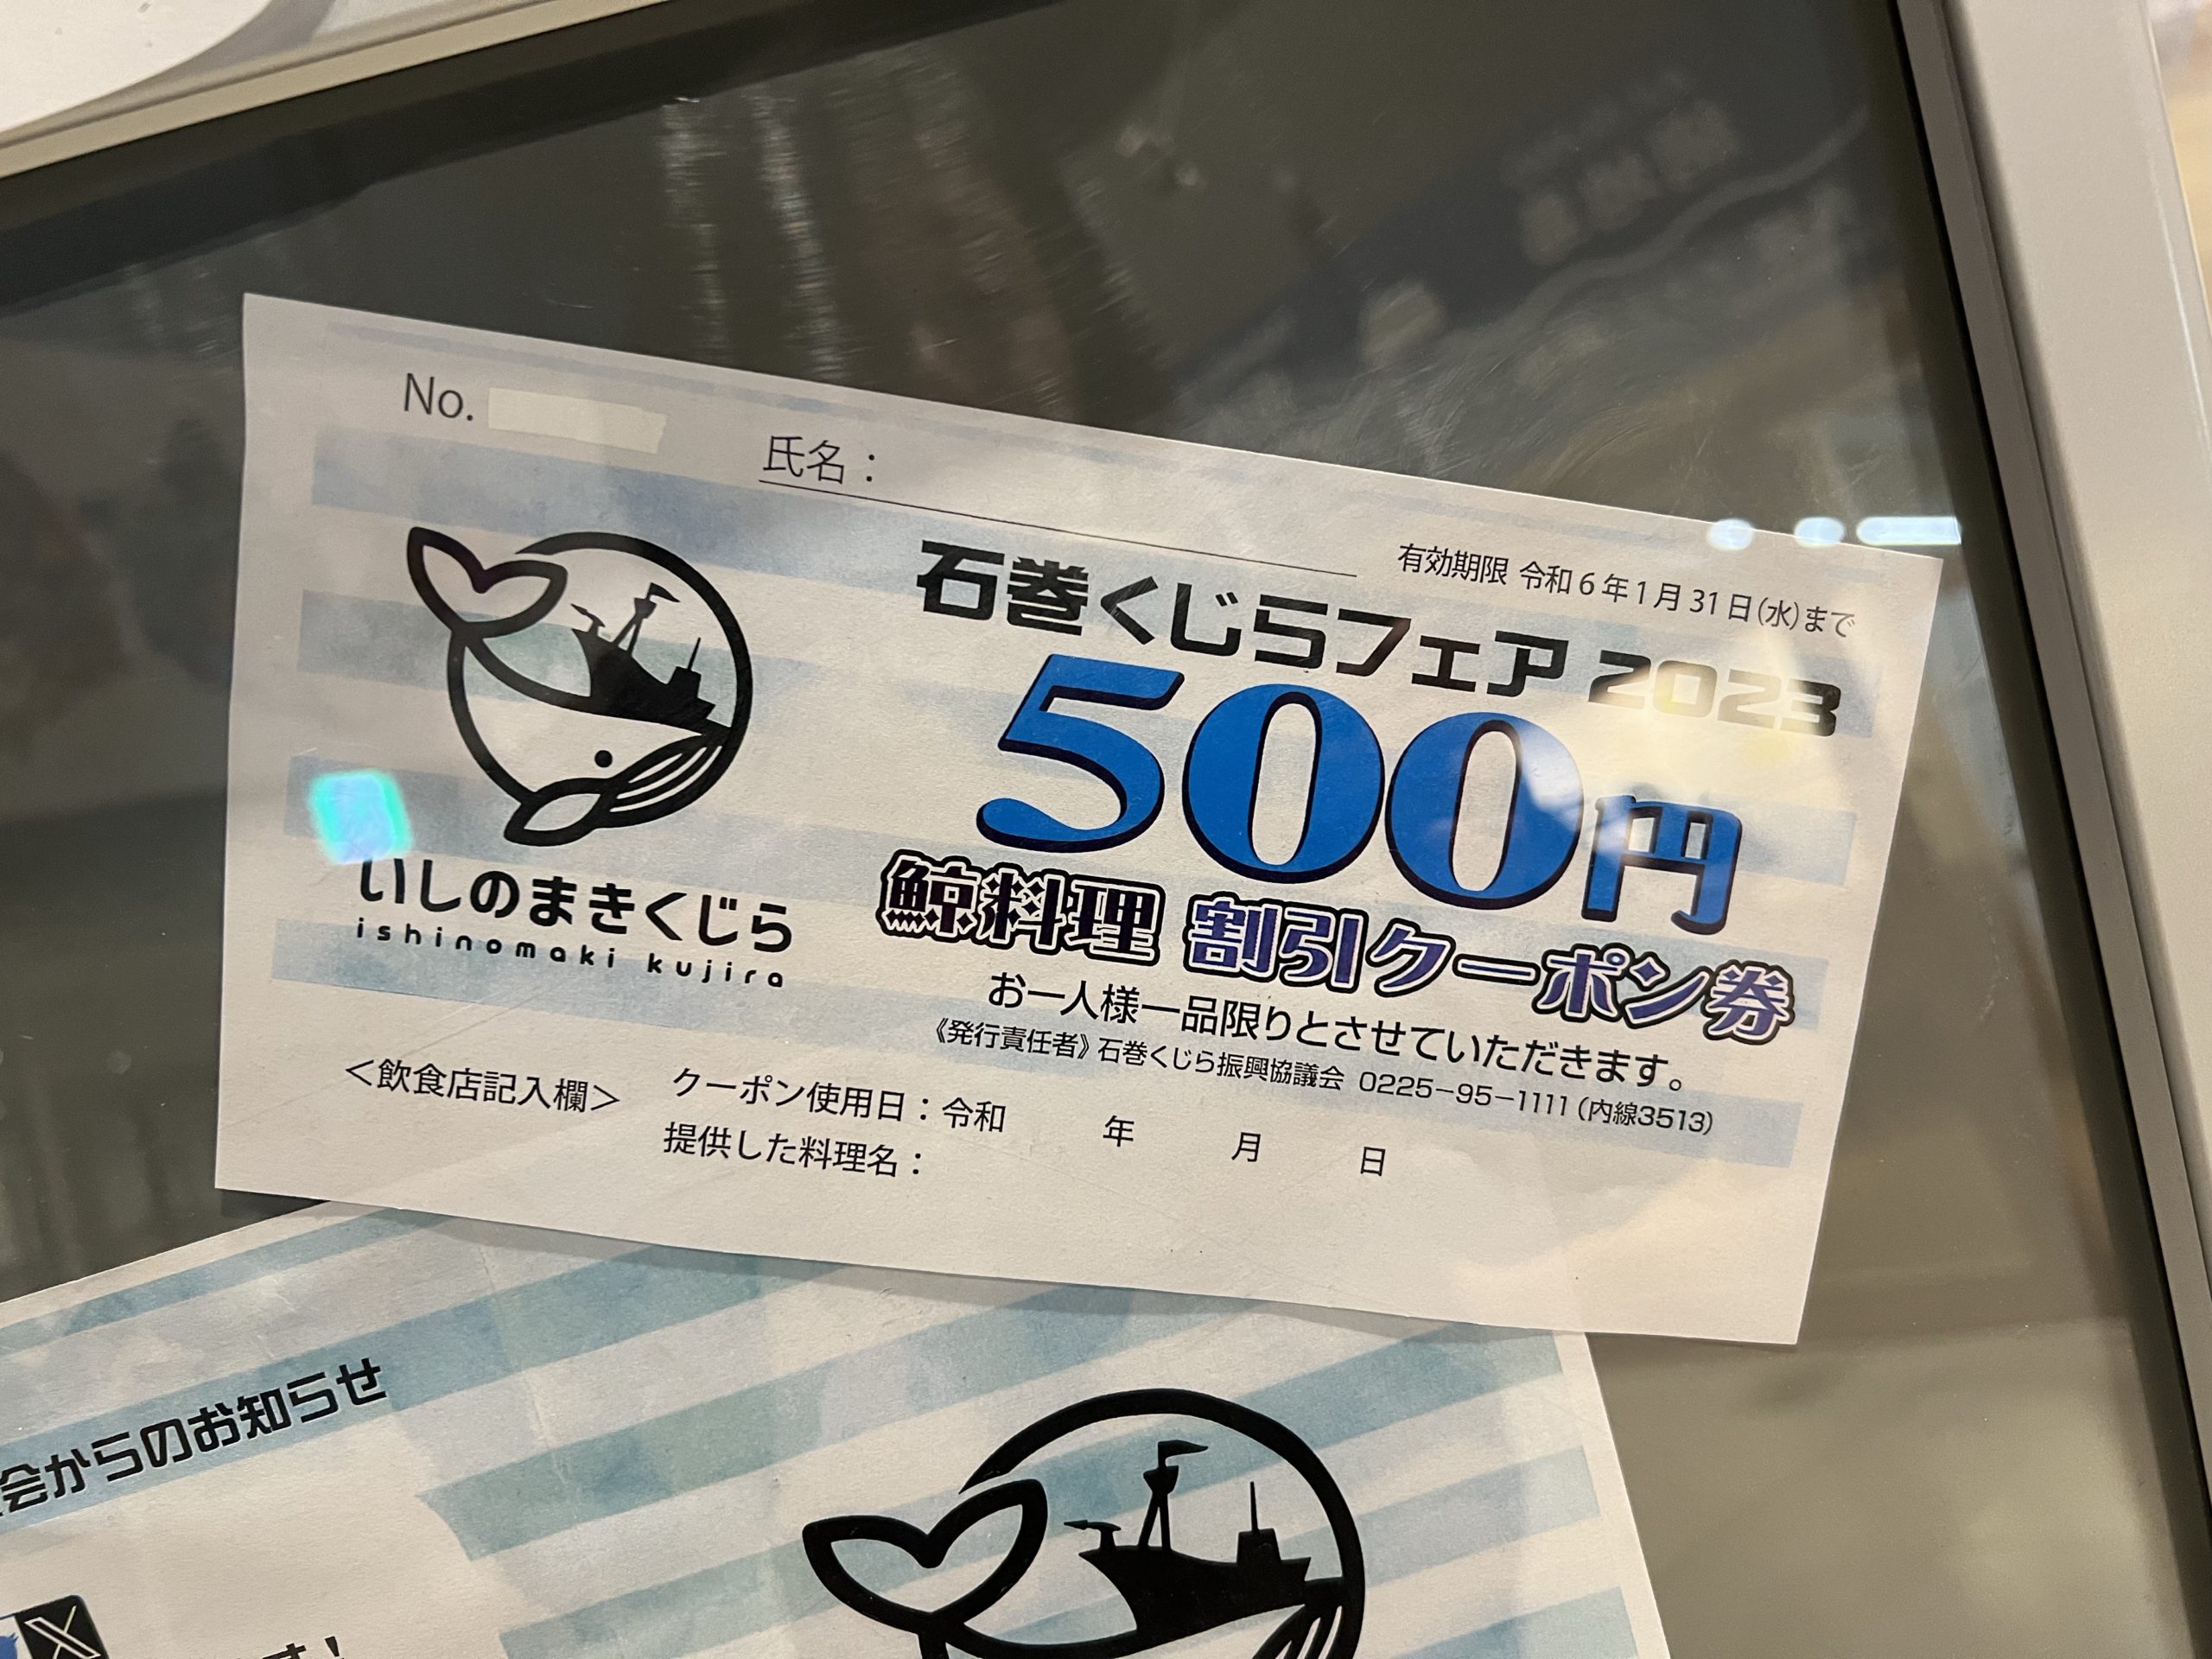 No.
氏名：
有効期限 令和6年1月31日（水）まで
石巻くじらフェア 2023
500円
鯨料理 割引クーポン券
お一人様一品限りとさせていただきます。
《発行責任者》石巻くじら振興協議会 0225−95−1111（内線3513）
いしのまきくじら
ishinomaki kujira
＜飲食店記入欄＞
クーポン使用日：令和 年 月 日
提供した料理名：
会からのお知らせ
す！